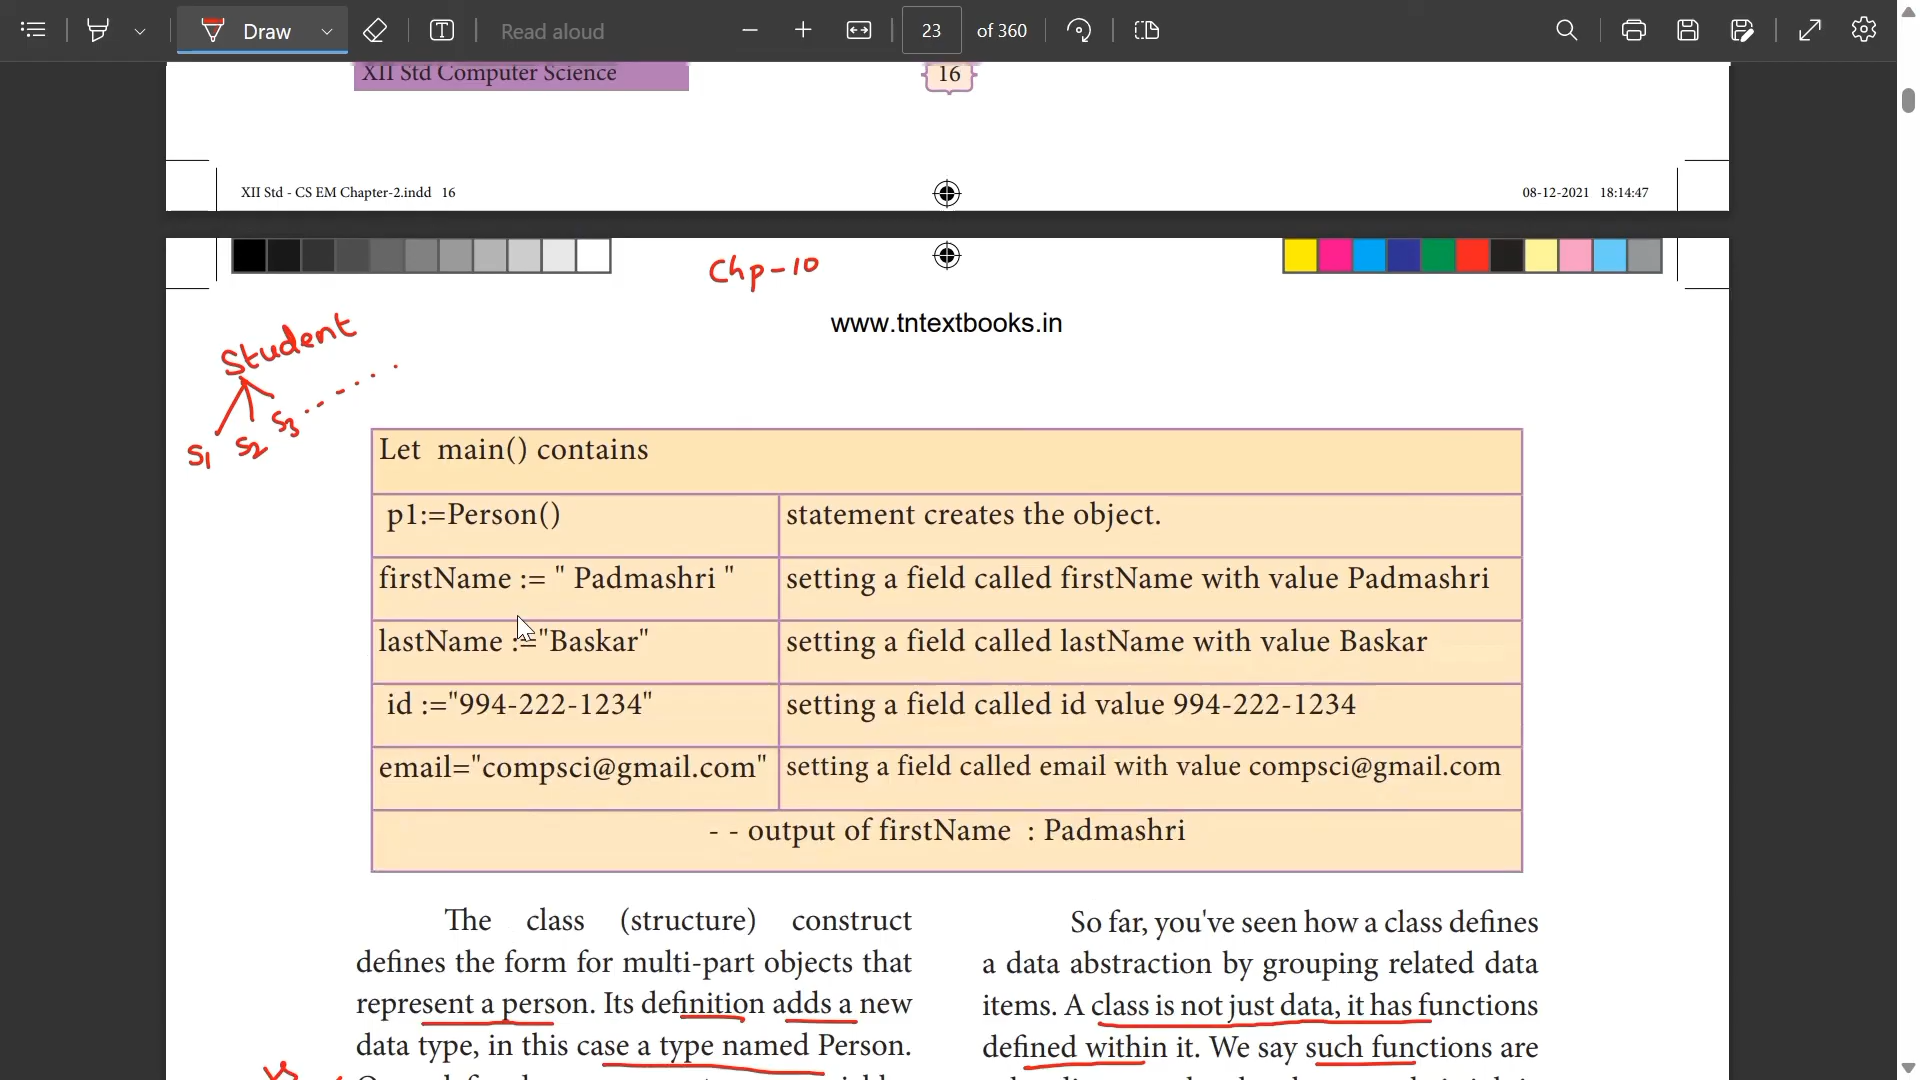 Draw
Read aloud
23 of 360
XII Std Computer Science
16
XII Std - CS EM Chapter-2.indd 16
08-12-2021 18:14:47
Chp-10
www.tntextbooks.in
Student
S1 S2 S3 .......
Let main() contains
p1:=Person() statement creates the object.
firstName := " Padmashri " setting a field called firstName with value Padmashri
lastName :="Baskar" setting a field called lastName with value Baskar
id :="994-222-1234" setting a field called id value 994-222-1234
email="compsci@gmail.com" setting a field called email with value compsci@gmail.com
- - output of firstName : Padmashri
The class (structure) construct
defines the form for multi-part objects that
represent a person. Its definition adds a new
data type, in this case a type named Person.
So far, you've seen how a class defines
a data abstraction by grouping related data
items. A class is not just data, it has functions
defined within it. We say such functions are